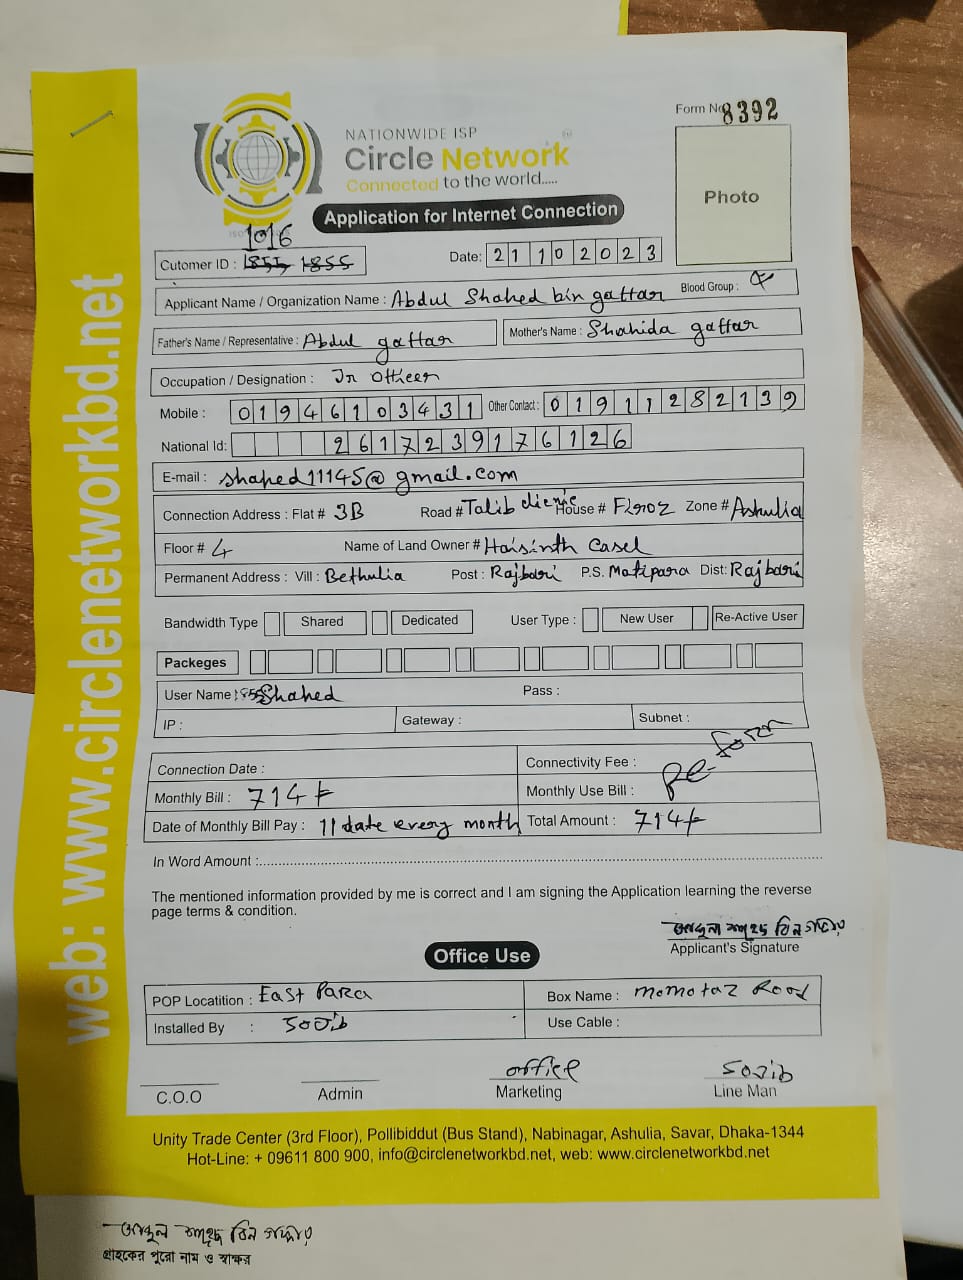 Form No 8392
NATIONWIDE ISP
Circle Network
Connected to the world.....
Photo
Application for Internet Connection
1016
Cutomer ID : 1855 1855
Date: 21 10 2023
Applicant Name / Organization Name : Abdul Shahed bin gaffar Blood Group :
Father's Name / Representative : Abdul gaffar Mother's Name : Shahida gaffar
Occupation / Designation : Jr Officer
Mobile : 01946103431 Other Contact : 01911282139
National Id: 2617239176126
E-mail : shahed11145@gmail.com
Connection Address : Flat # 3B Road # Talib House # Firoz Zone # Ashulia
Floor # 4 Name of Land Owner #
Permanent Address : Vill : Bethulia Post : Rajbari P.S. Matipara Dist: Rajbari
Bandwidth Type Shared Dedicated User Type : New User Re-Active User
Packeges
User Name : 1855Shahed Pass :
IP : Gateway : Subnet :
Connection Date : Connectivity Fee :
Re-form
Monthly Bill : 714/- Monthly Use Bill :
Date of Monthly Bill Pay : 11 date every month Total Amount : 714/-
In Word Amount :
The mentioned information provided by me is correct and I am signing the Application learning the reverse
page terms & condition.
Applicant's Signature
Office Use
POP Locatition : East Para Box Name : Momotaz Road
Installed By : Sojib Use Cable :
office Sojib
C.O.O Admin Marketing Line Man
Unity Trade Center (3rd Floor), Pollibiddut (Bus Stand), Nabinagar, Ashulia, Savar, Dhaka-1344
Hot-Line: + 09611 800 900, info@circlenetworkbd.net, web: www.circlenetworkbd.net
web: www.circlenetworkbd.net
গ্রাহকের পুরো নাম ও স্বাক্ষর